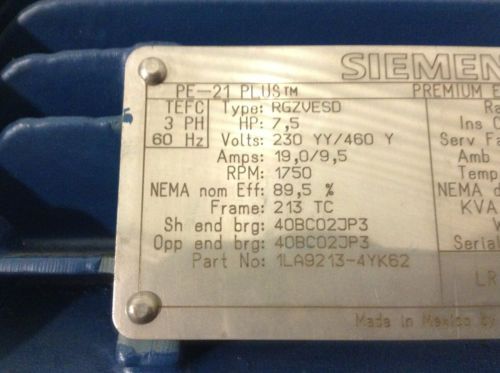 SIEMEN
PE-21 PLUS™ PREMIUM E
TEFC Type: RGZVESD
3 PH HP: 7,5 Ins C
60 Hz Volts: 230 YY/460 Y Serv Fa
Amps: 19,0/9,5 Amb
RPM: 1750 Temp
NEMA nom Eff: 89,5 % NEMA
Frame: 213 TC KVA
Sh end brg: 40BC02JP3
Opp end brg: 40BC02JP3 Serial
Part No: 1LA9213-4YK62
LR
Made in Mexico by